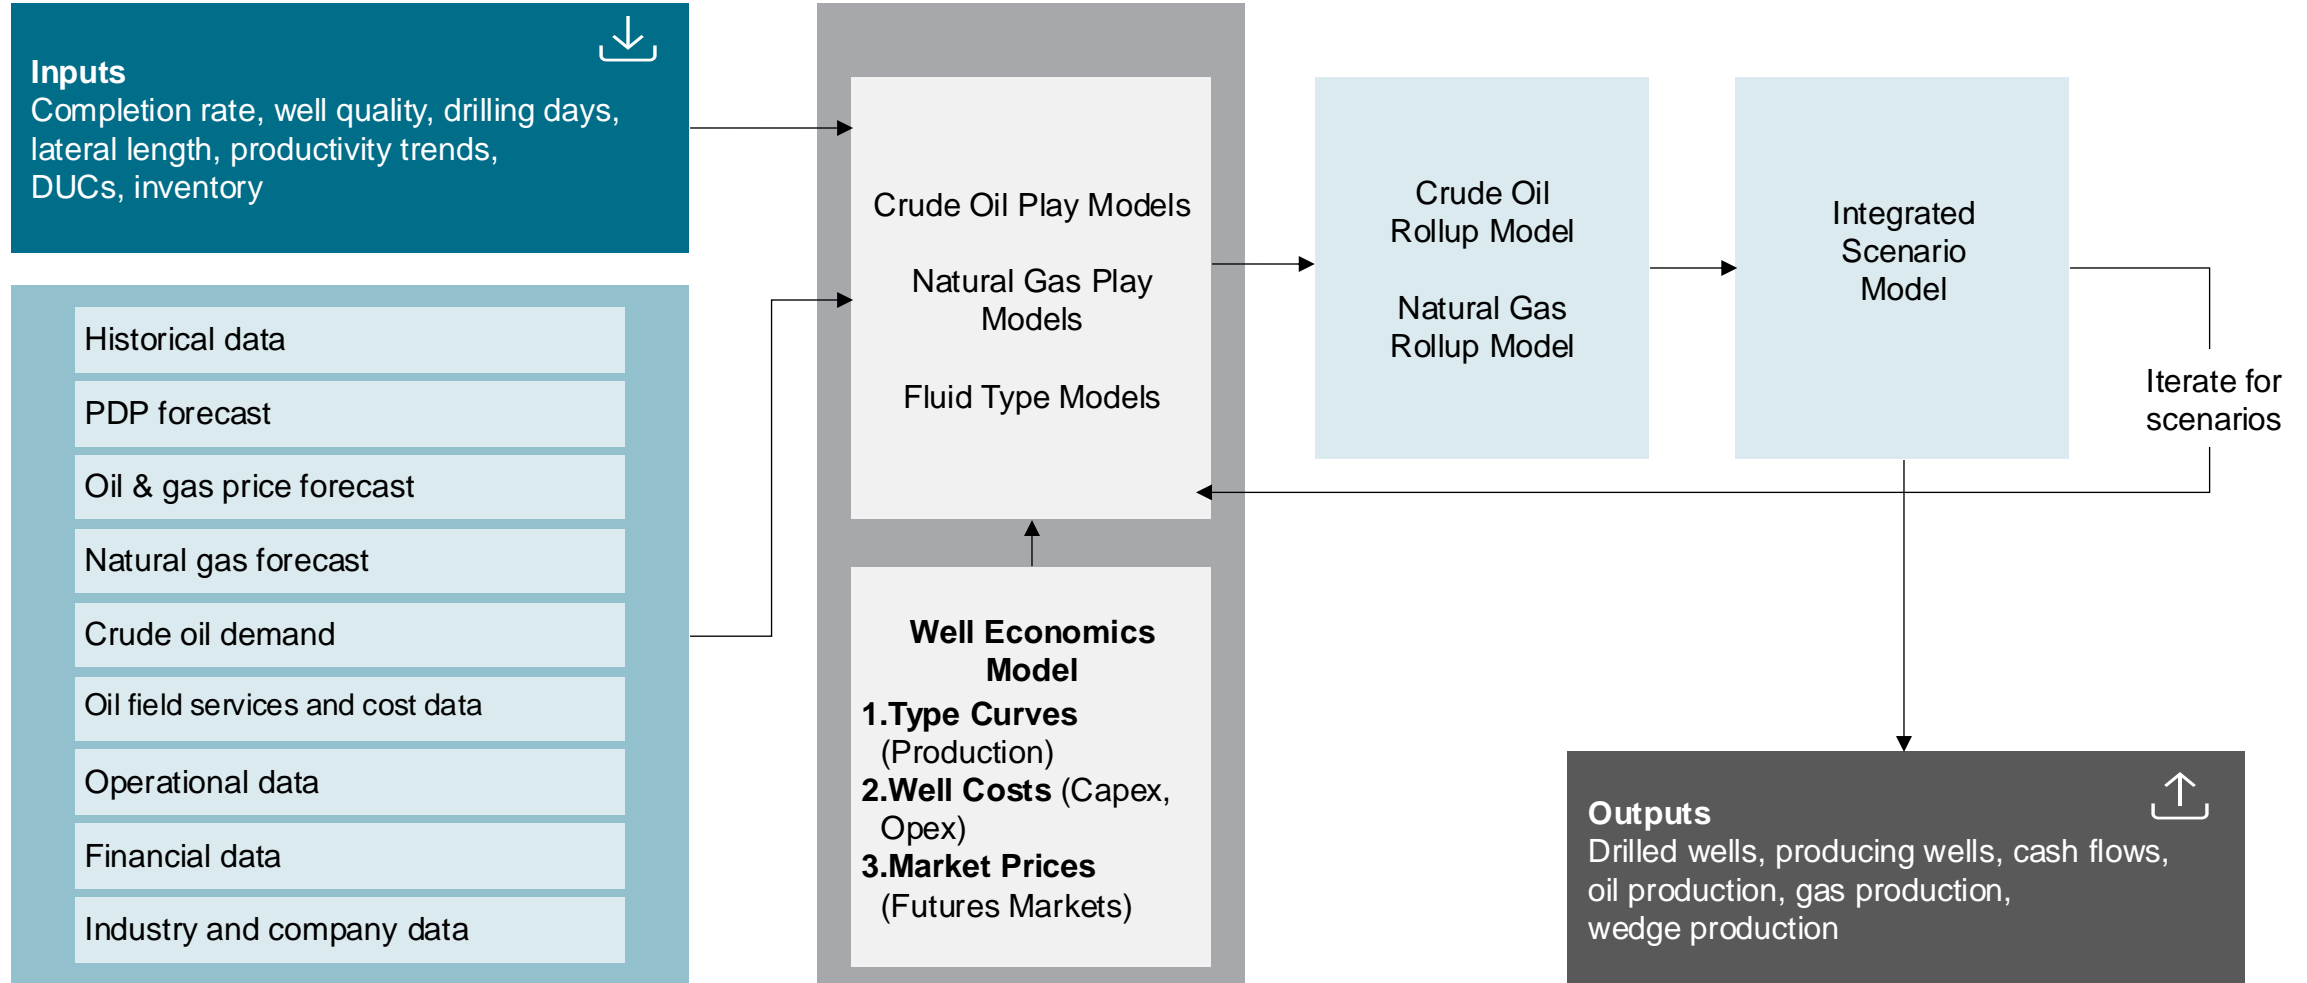 Inputs
Completion rate, well quality, drilling days,
lateral length, productivity trends,
DUCs, inventory
Historical data
PDP forecast
Oil & gas price forecast
Natural gas forecast
Crude oil demand
Oil field services and cost data
Operational data
Financial data
Industry and company data
Crude Oil Play Models
Natural Gas Play
Models
Fluid Type Models
Well Economics
Model
1.Type Curves
(Production)
2.Well Costs (Capex,
Opex)
3.Market Prices
(Futures Markets)
Crude Oil
Rollup Model
Natural Gas
Rollup Model
Integrated
Scenario
Model
Iterate for
scenarios
Outputs
Drilled wells, producing wells, cash flows,
oil production, gas production,
wedge production